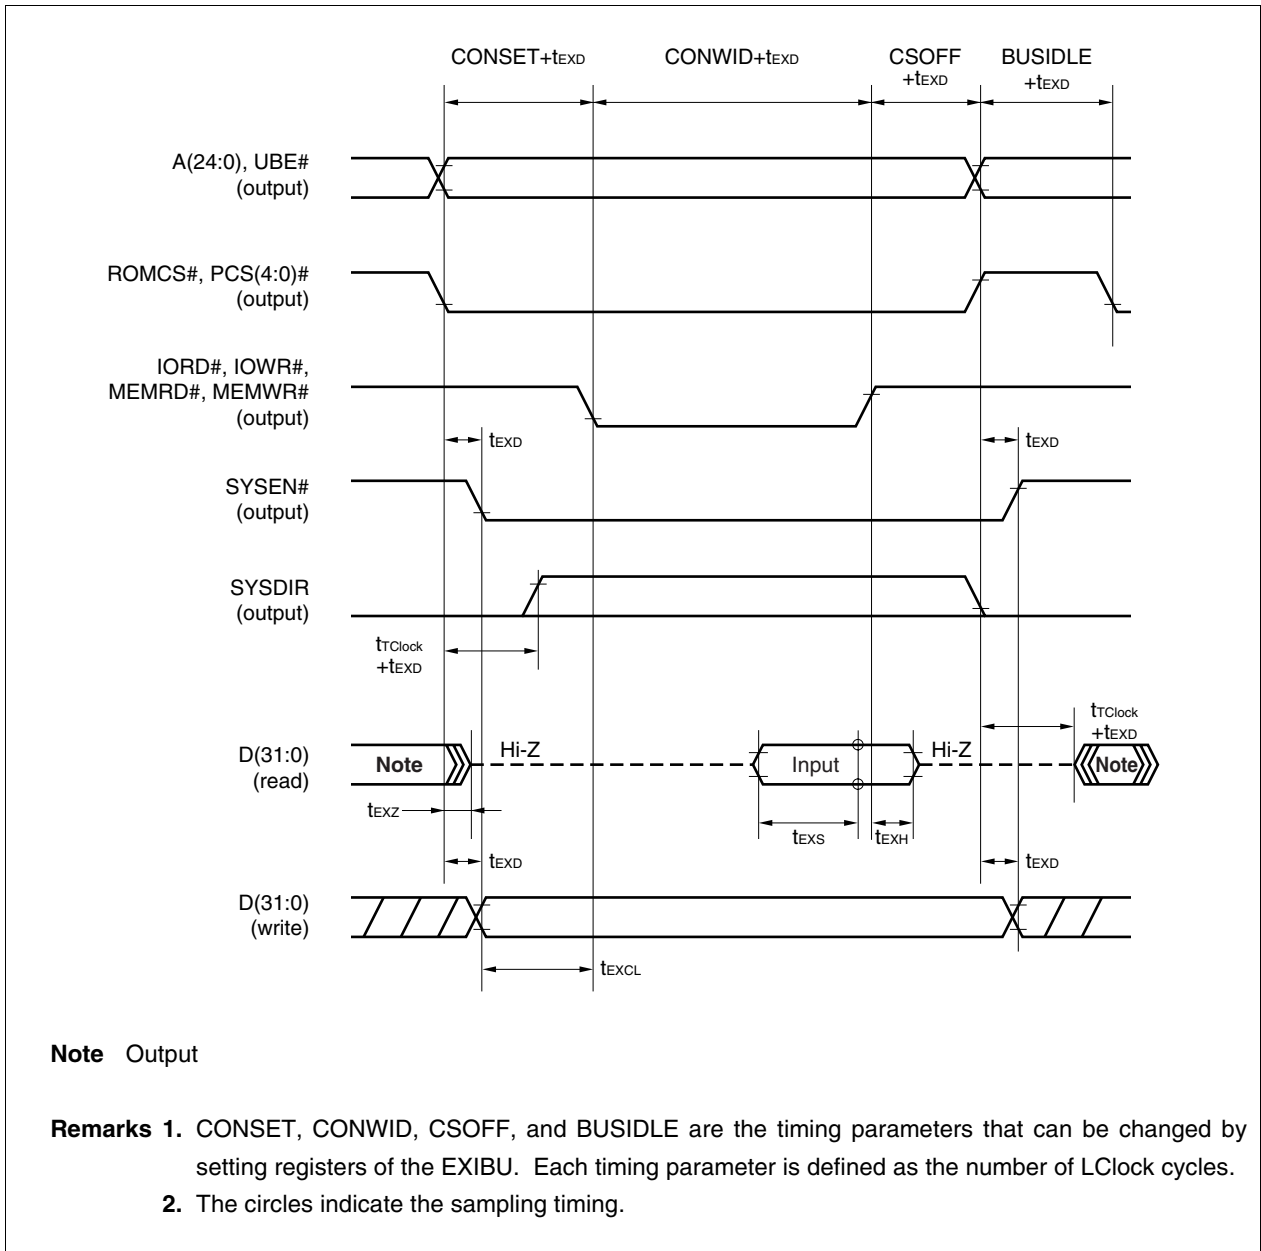 CONSET+tEXD
CONWID+tEXD
CSOFF
+tEXD
BUSIDLE
+tEXD
A(24:0), UBE#
(output)
ROMCS#, PCS(4:0)#
(output)
IORD#, IOWR#,
MEMRD#, MEMWR#
(output)
tEXD
tEXD
SYSEN#
(output)
SYSDIR
(output)
tTClock
+tEXD
tTClock
+tEXD
D(31:0)
(read)
Note
Hi-Z
Input
Hi-Z
Note
tEXZ
tEXS
tEXH
tEXD
tEXD
D(31:0)
(write)
tEXCL
Note Output
Remarks 1. CONSET, CONWID, CSOFF, and BUSIDLE are the timing parameters that can be changed by
setting registers of the EXIBU. Each timing parameter is defined as the number of LClock cycles.
2. The circles indicate the sampling timing.